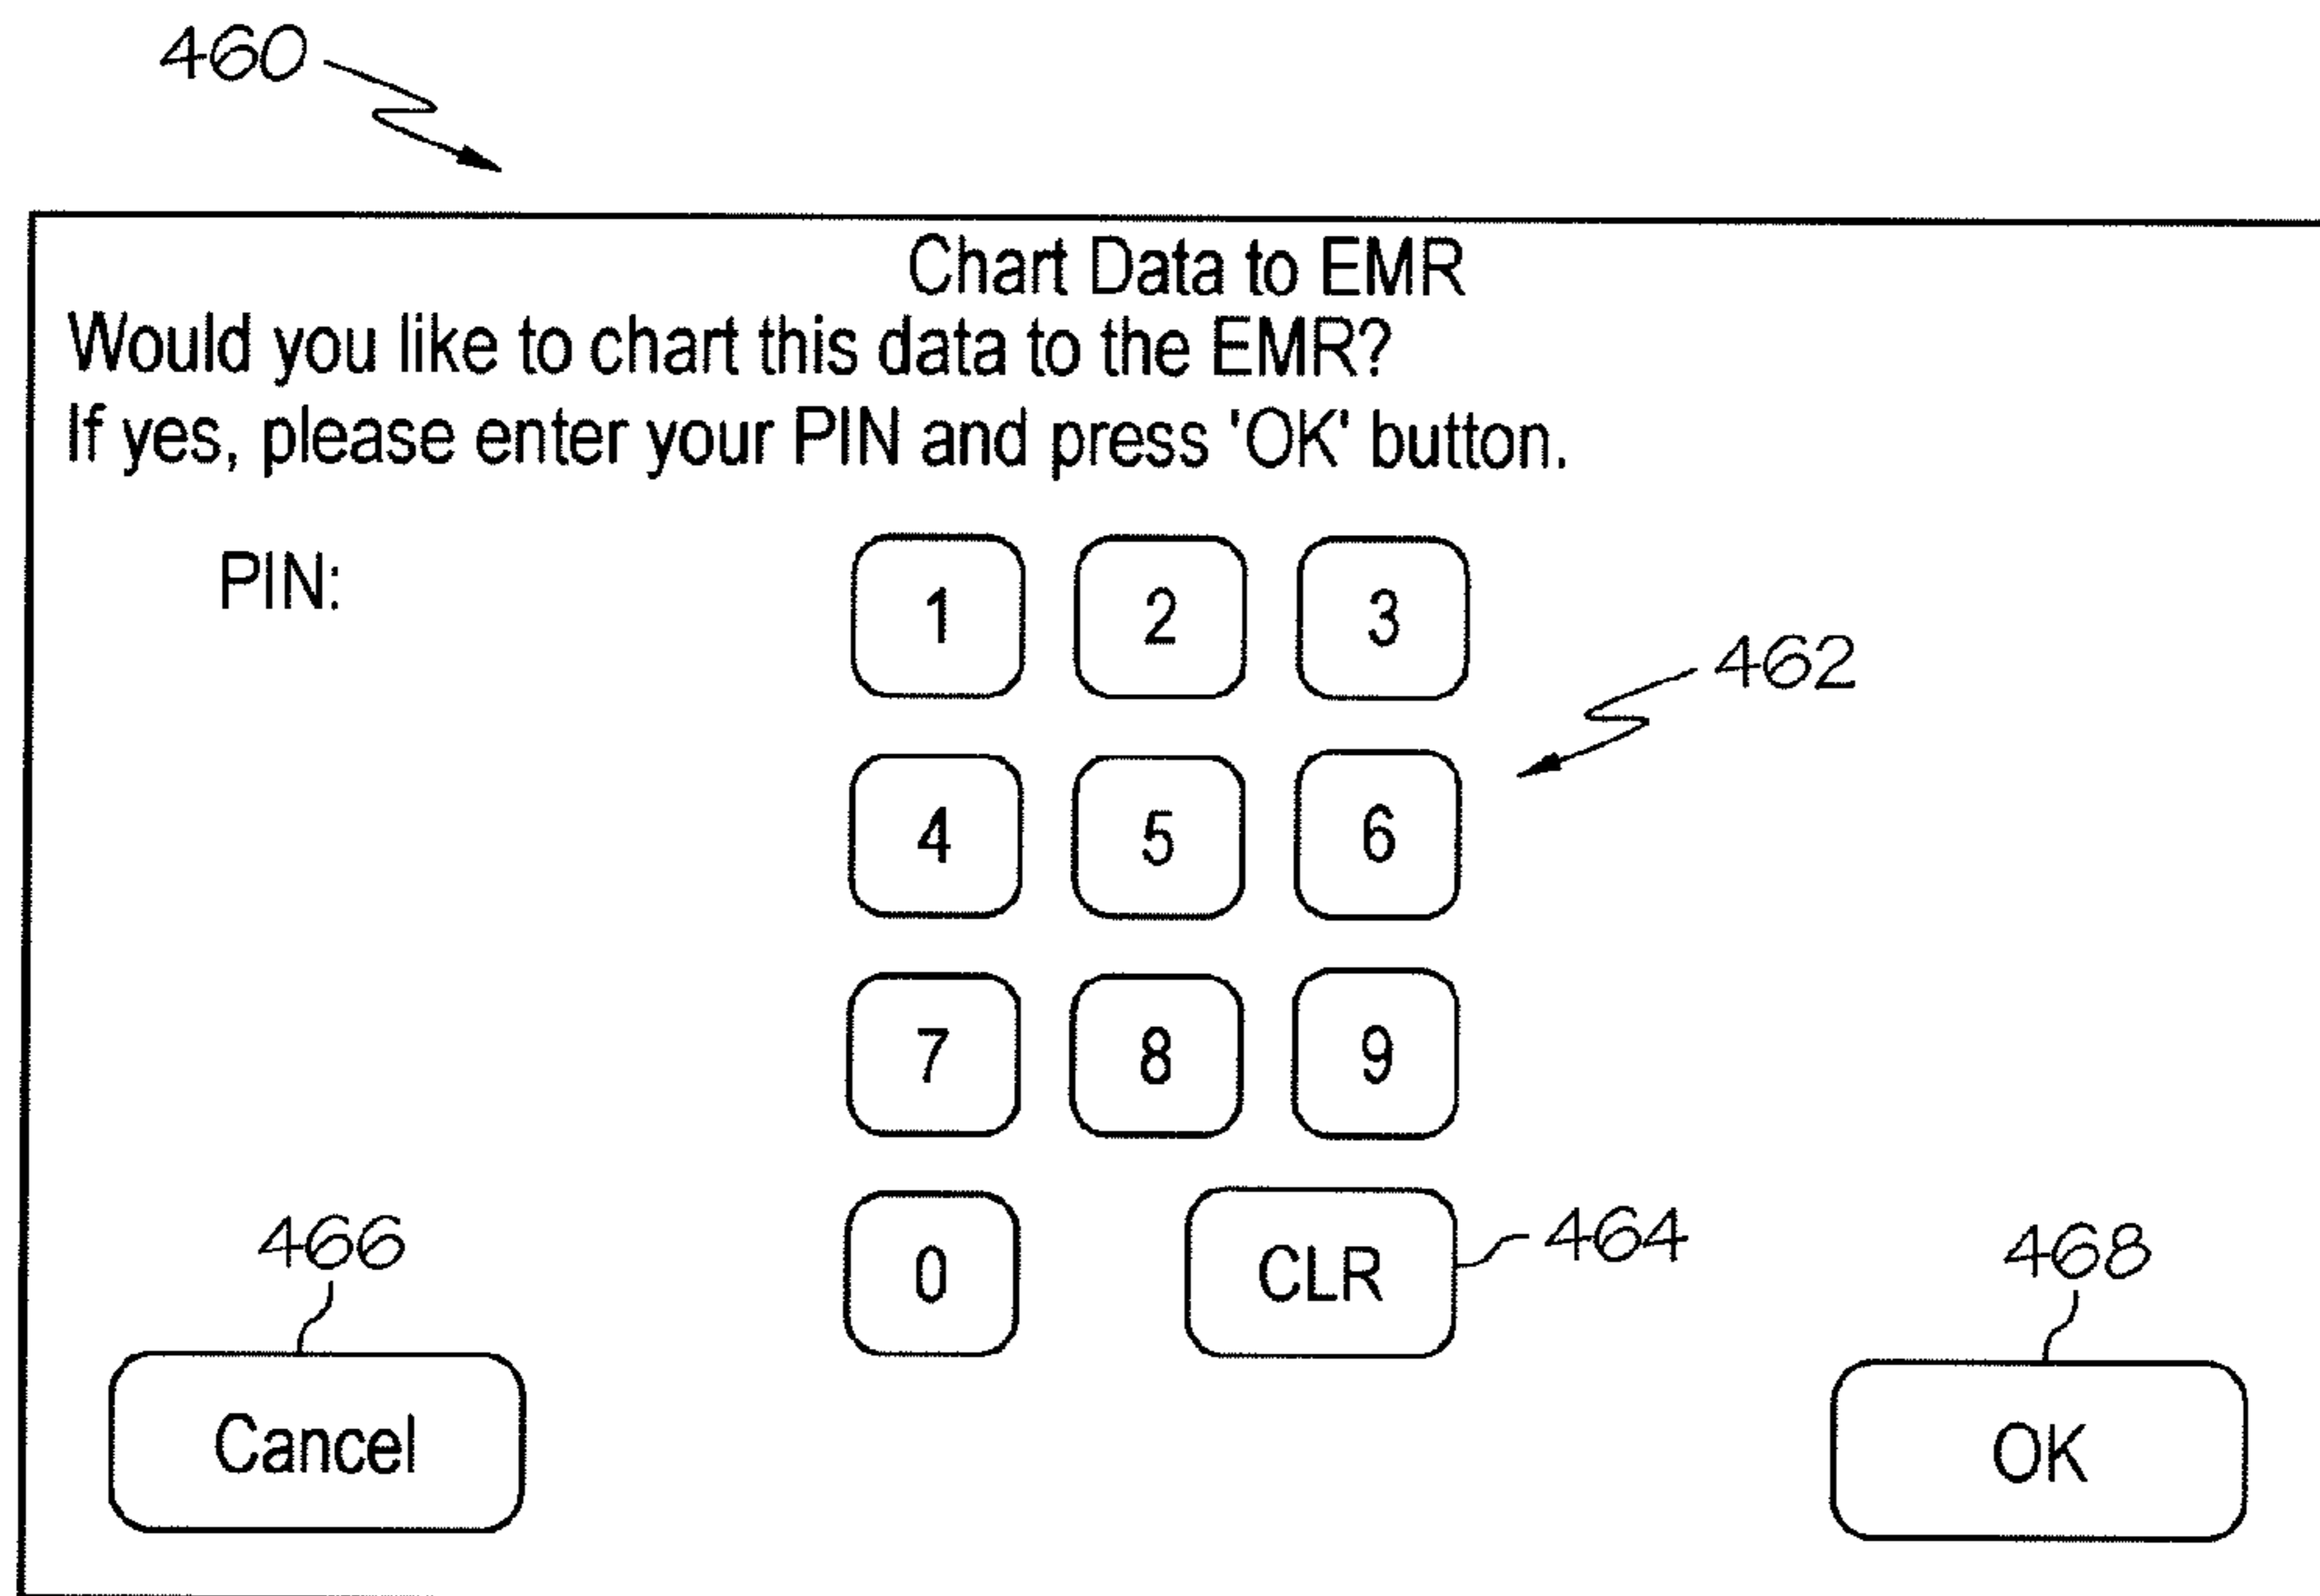 460
Chart Data to EMR
Would you like to chart this data to the EMR?
If yes, please enter your PIN and press 'OK' button.
PIN:
1 2 3
462
4 5 6
7 8 9
466
0 CLR 464
468
Cancel
OK